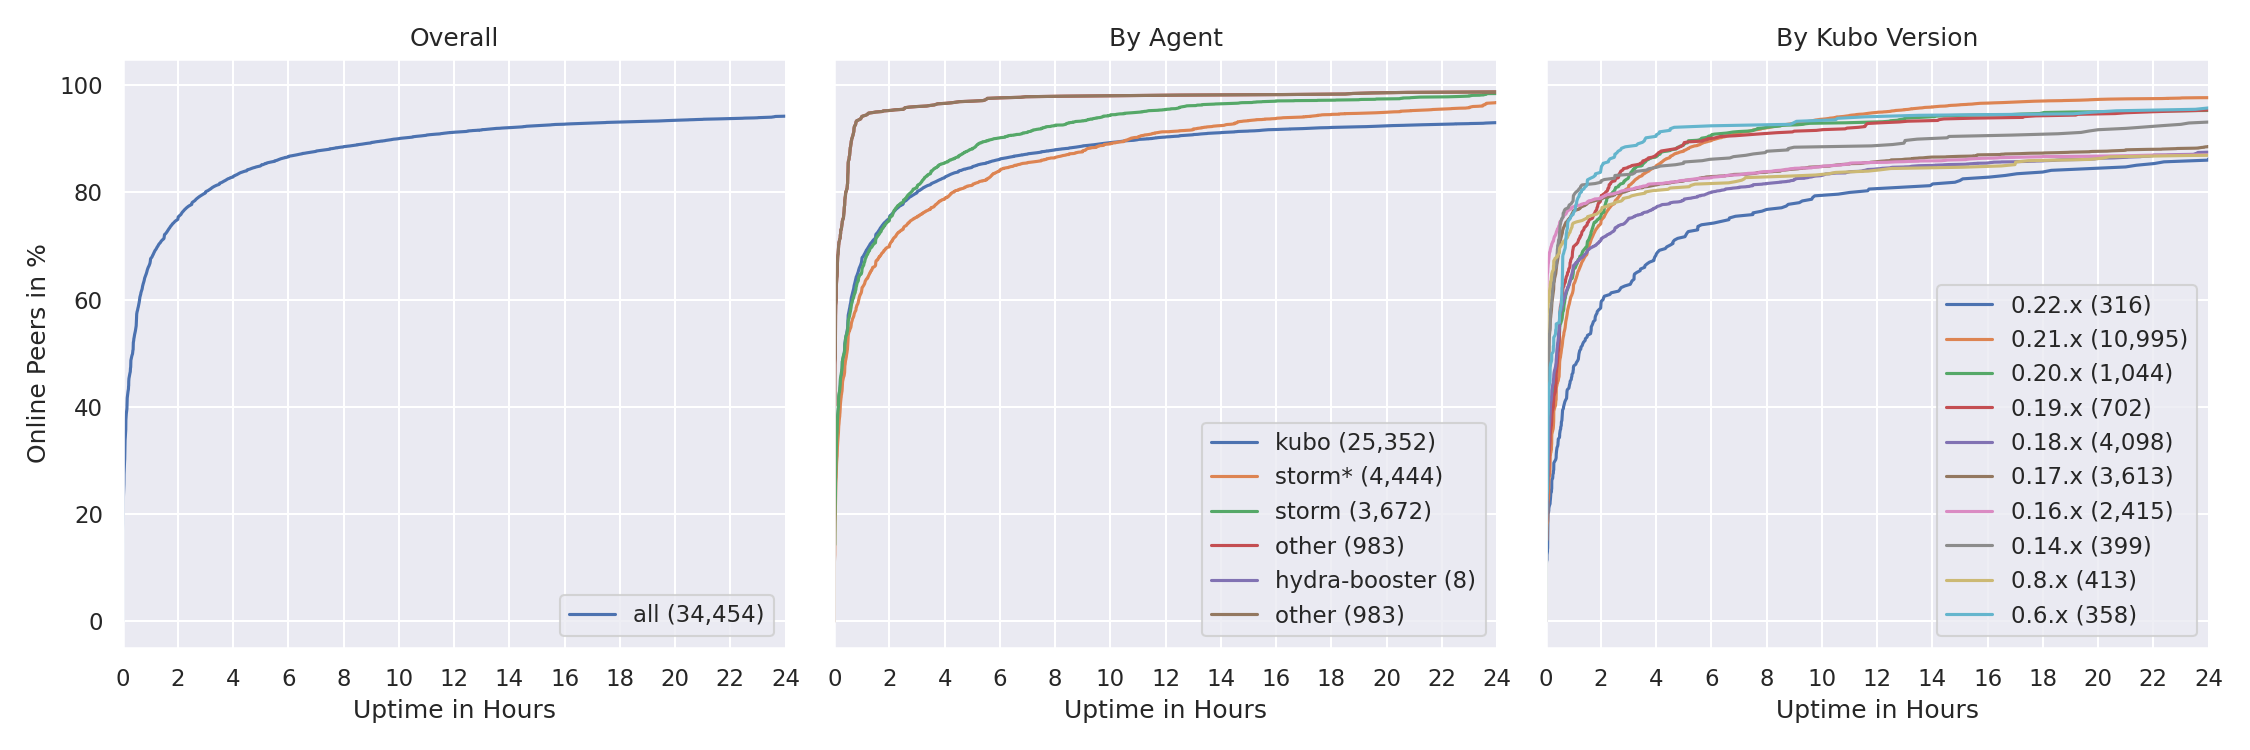 Overall
By Agent
By Kubo Version
Online Peers in %
100
80
60
40
20
0
all (34,454)
kubo (25,352)
storm* (4,444)
storm (3,672)
other (983)
hydra-booster (8)
other (983)
0.22.x (316)
0.21.x (10,995)
0.20.x (1,044)
0.19.x (702)
0.18.x (4,098)
0.17.x (3,613)
0.16.x (2,415)
0.14.x (399)
0.8.x (413)
0.6.x (358)
0 2 4 6 8 10 12 14 16 18 20 22 24
0 2 4 6 8 10 12 14 16 18 20 22 24
0 2 4 6 8 10 12 14 16 18 20 22 24
Uptime in Hours
Uptime in Hours
Uptime in Hours